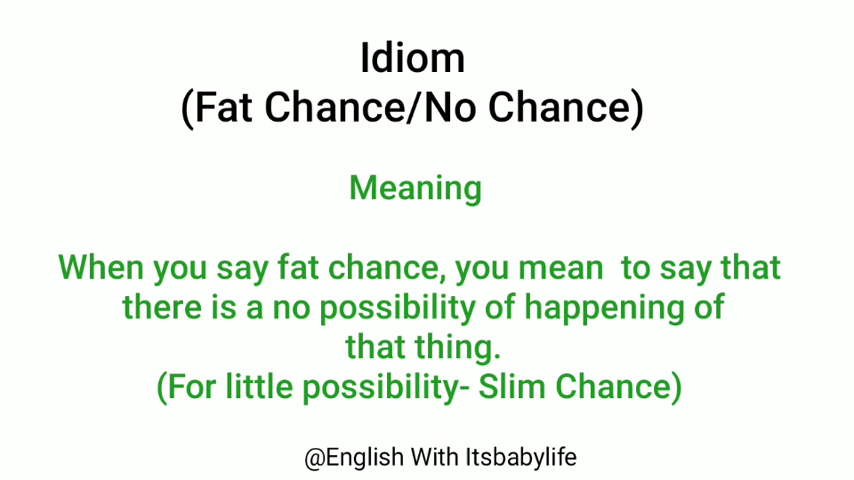 Idiom
(Fat Chance/No Chance)
Meaning
When you say fat chance, you mean to say that
there is a no possibility of happening of
that thing.
(For little possibility- Slim Chance)
@English With Itsbabylife